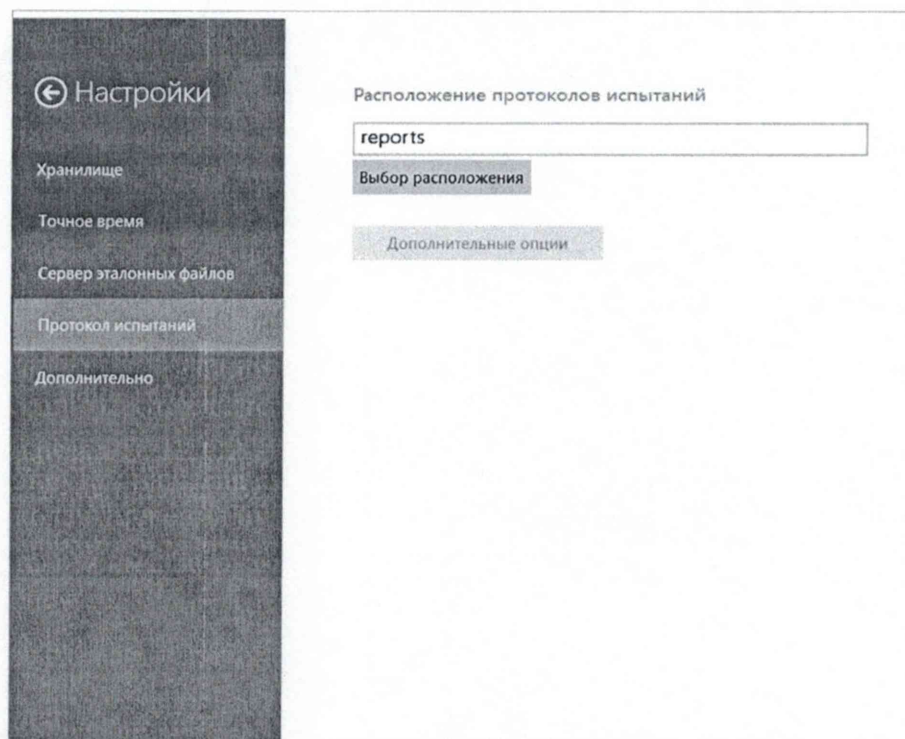 Настройки
Хранилище
Точное время
Сервер эталонных файлов
Протокол испытаний
Дополнительно
Расположение протоколов испытаний
reports
Выбор расположения
Дополнительные опции